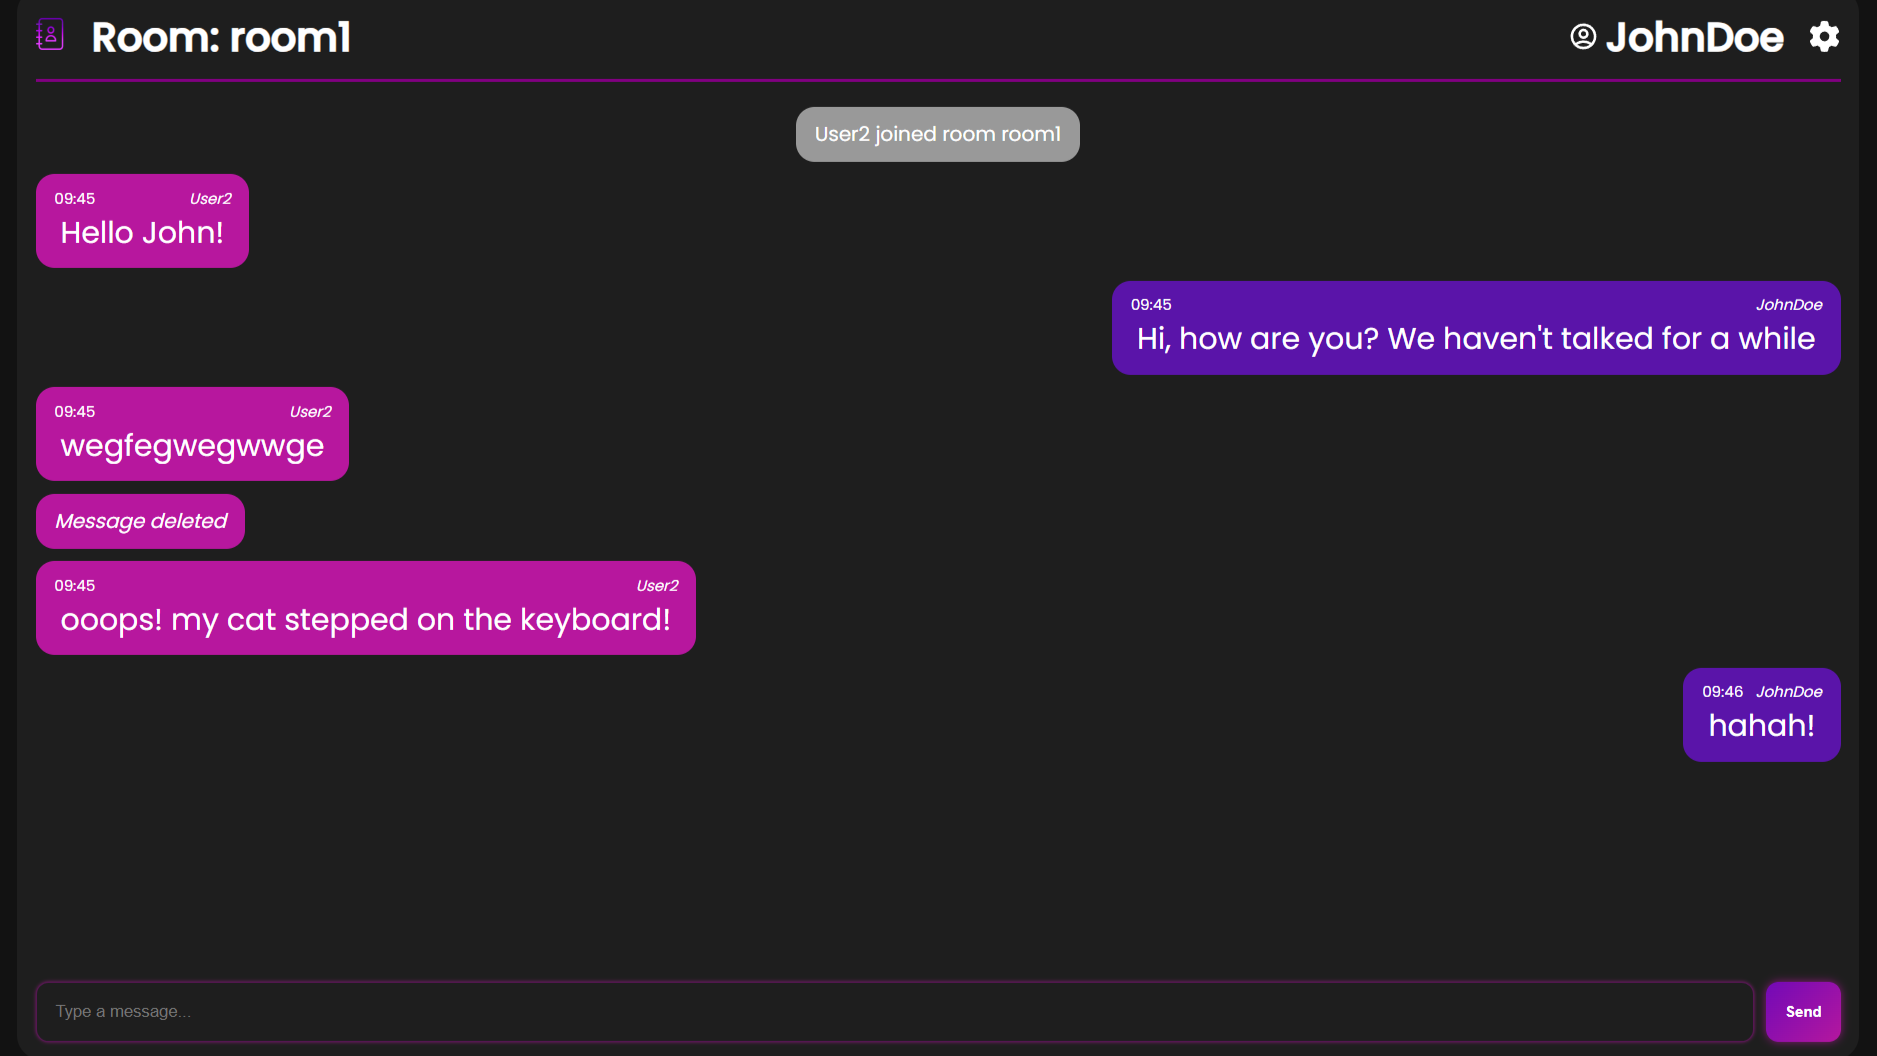 Room: room1
JohnDoe
User2 joined room room1
09:45 User2
Hello John!
09:45 JohnDoe
Hi, how are you? We haven't talked for a while
09:45 User2
wegfegwegwwge
Message deleted
09:45 User2
ooops! my cat stepped on the keyboard!
09:46 JohnDoe
hahah!
Type a message...
Send